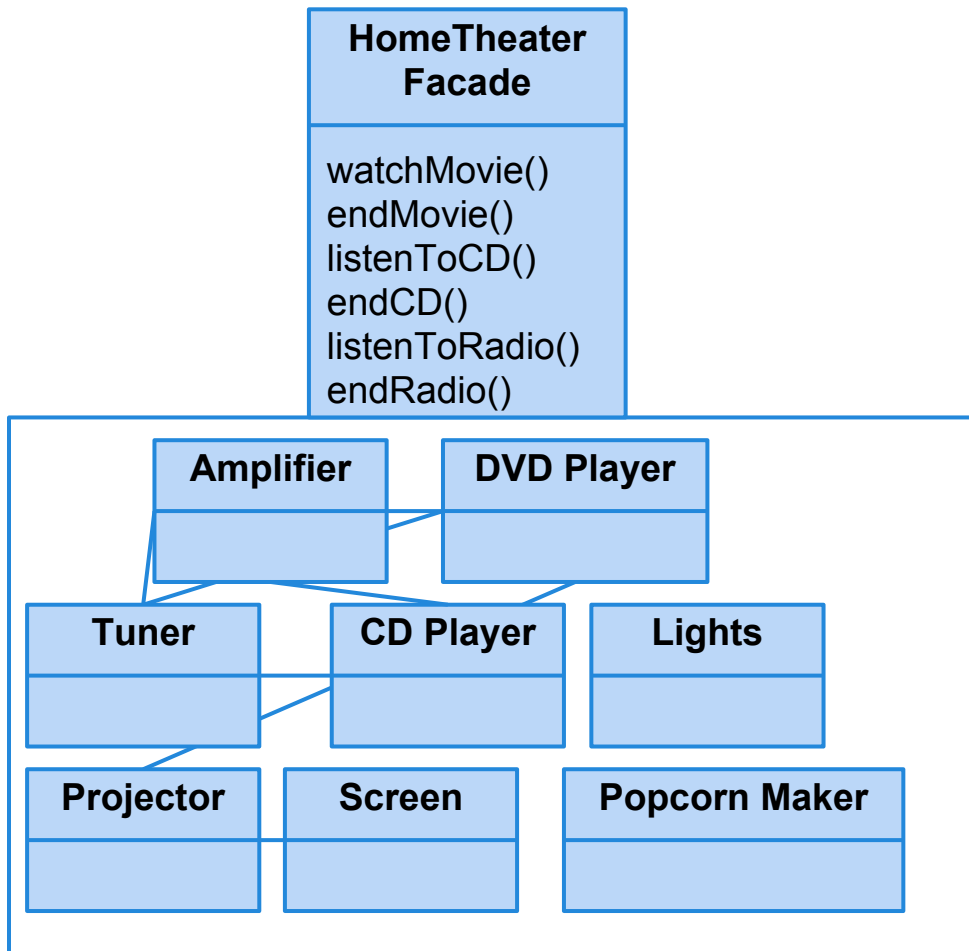 HomeTheater
Facade
watchMovie()
endMovie()
listenToCD()
endCD()
listenToRadio()
endRadio()
Amplifier
DVD Player
Tuner
CD Player
Lights
Projector
Screen
Popcorn Maker